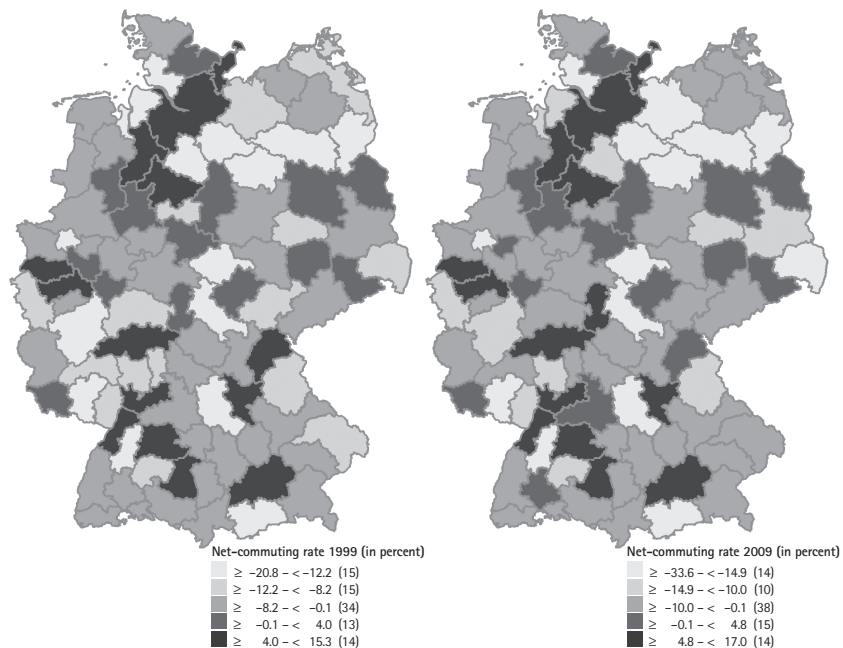 Net-commuting rate 1999 (in percent)
≥ −20.8 − < −12.2 (15)
≥ −12.2 − < −8.2 (15)
≥ −8.2 − < −0.1 (34)
≥ −0.1 − < 4.0 (13)
≥ 4.0 − < 15.3 (14)
Net-commuting rate 2009 (in percent)
≥ −33.6 − < −14.9 (14)
≥ −14.9 − < −10.0 (10)
≥ −10.0 − < −0.1 (38)
≥ −0.1 − < 4.8 (15)
≥ 4.8 − < 17.0 (14)